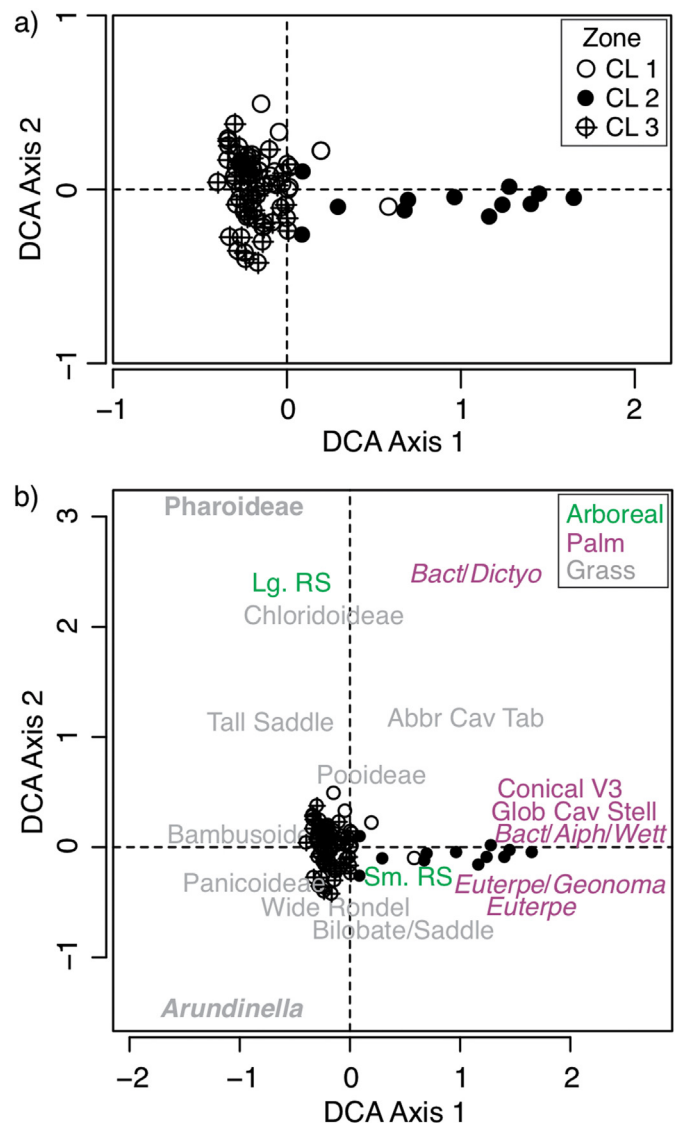 a)
1
0
−1
DCA Axis 2
Zone
CL 1
CL 2
CL 3
−1
0
1
2
DCA Axis 1
b)
3
2
1
0
−1
DCA Axis 2
Arboreal
Palm
Grass
Pharoideae
Bact/Dictyo
Lg. RS
Chloridoideae
Tall Saddle
Abbr Cav Tab
Pooideae
Conical V3
Glob Cav Stell
Bambusoide
Bact/Aiph/Wett
Panicoideae
Sm. RS
Euterpe/Geonoma
Wide Rondel
Euterpe
Bilobate/Saddle
Arundinella
−2
−1
0
1
2
DCA Axis 1